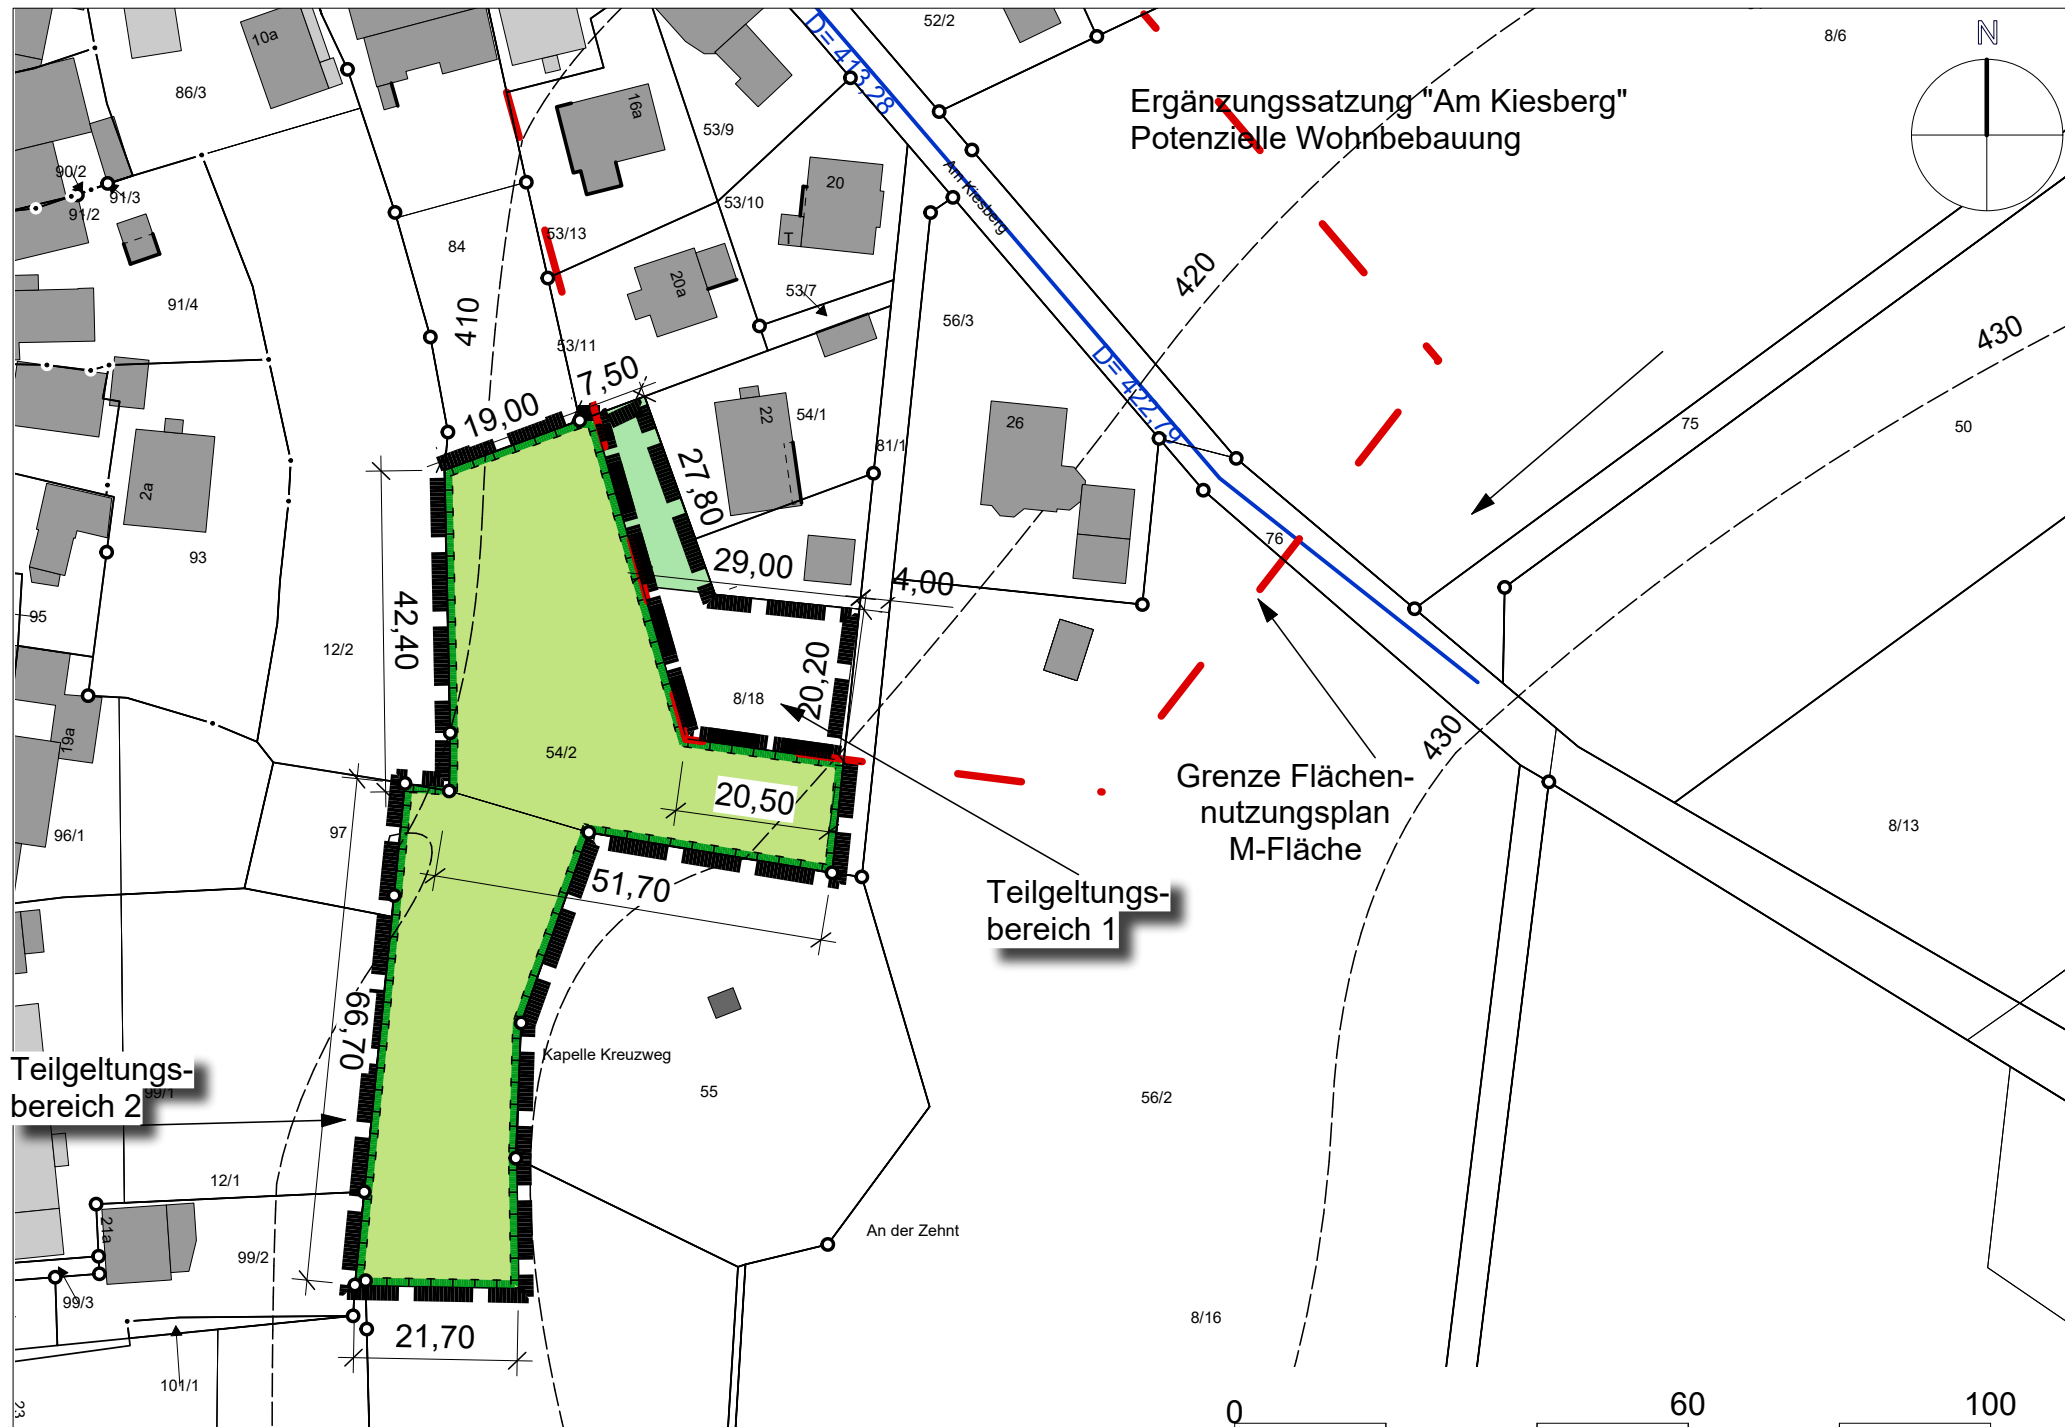 52/2
8/6
N
10a
86/3
16a
53/9
D= 413,28
Ergänzungssatzung "Am Kiesberg"
Potenzielle Wohnbebauung
90/2
91/3
91/2
84
53/13
53/10
20
T
Am Kiesberg
91/4
410
20a
53/7
56/3
420
430
53/11
7,50
19,00
22
54/1
D= 422,79
26
81/1
75
50
2a
27,80
93
95
42,40
29,00
4,00
76
12/2
20,20
8/18
19a
54/2
430
96/1
97
20,50
Grenze Flächen-
nutzungsplan
M-Fläche
8/13
51,70
Teilgeltungs-
bereich 1
66,70
Kapelle Kreuzweg
Teilgeltungs-
bereich 2
99/1
55
56/2
12/1
21a
An der Zehnt
99/2
99/3
8/16
21,70
101/1
23
0
60
100